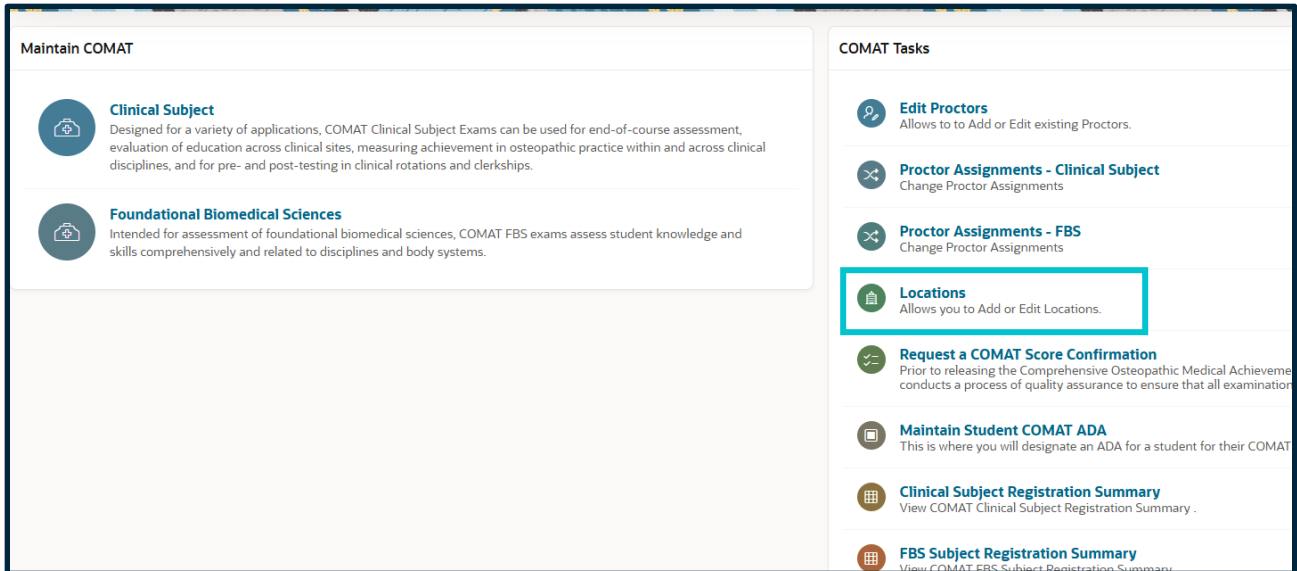 Maintain COMAT
Clinical Subject
Designed for a variety of applications, COMAT Clinical Subject Exams can be used for end-of-course assessment,
evaluation of education across clinical sites, measuring achievement in osteopathic practice within and across clinical
disciplines, and for pre- and post-testing in clinical rotations and clerkships.
Foundational Biomedical Sciences
Intended for assessment of foundational biomedical sciences, COMAT FBS exams assess student knowledge and
skills comprehensively and related to disciplines and body systems.
COMAT Tasks
Edit Proctors
Allows to to Add or Edit existing Proctors.
Proctor Assignments - Clinical Subject
Change Proctor Assignments
Proctor Assignments - FBS
Change Proctor Assignments
Locations
Allows you to Add or Edit Locations.
Request a COMAT Score Confirmation
Prior to releasing the Comprehensive Osteopathic Medical Achieveme
conducts a process of quality assurance to ensure that all examination
Maintain Student COMAT ADA
This is where you will designate an ADA for a student for their COMAT
Clinical Subject Registration Summary
View COMAT Clinical Subject Registration Summary .
FBS Subject Registration Summary
View COMAT FBS Subject Registration Summary